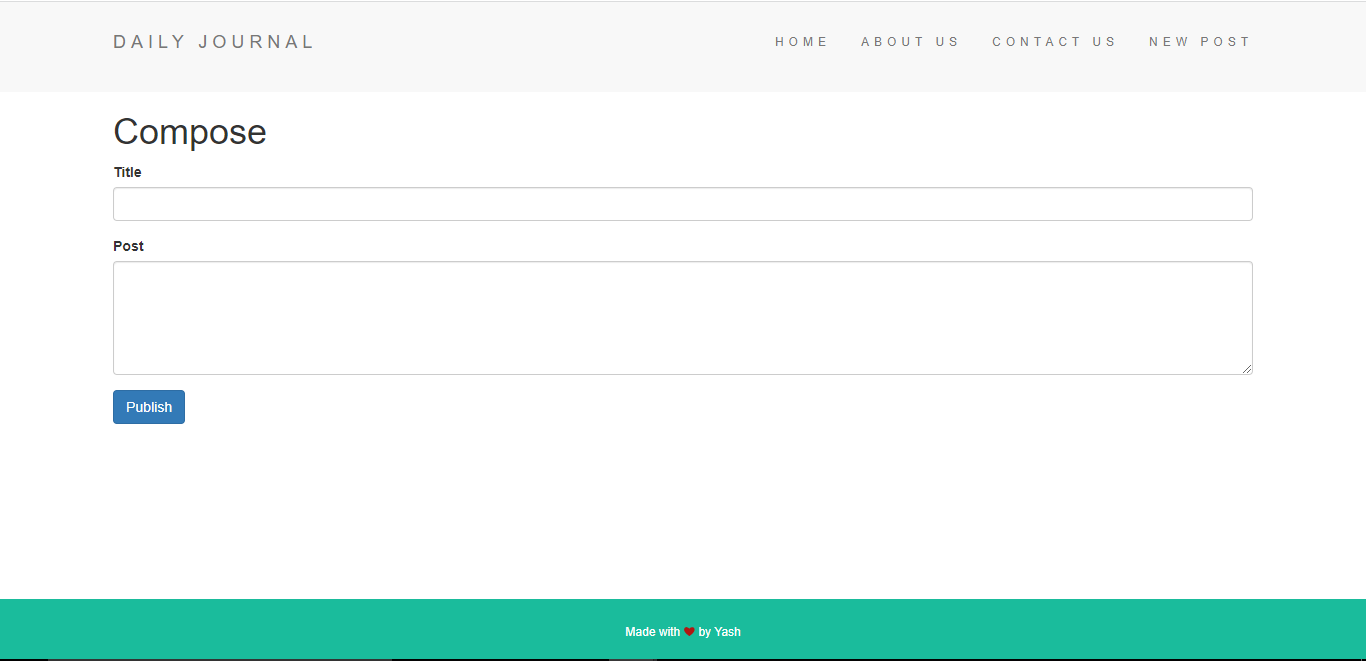 DAILY JOURNAL
HOME ABOUT US CONTACT US NEW POST
Compose
Title
Post
Publish
Made with ❤ by Yash